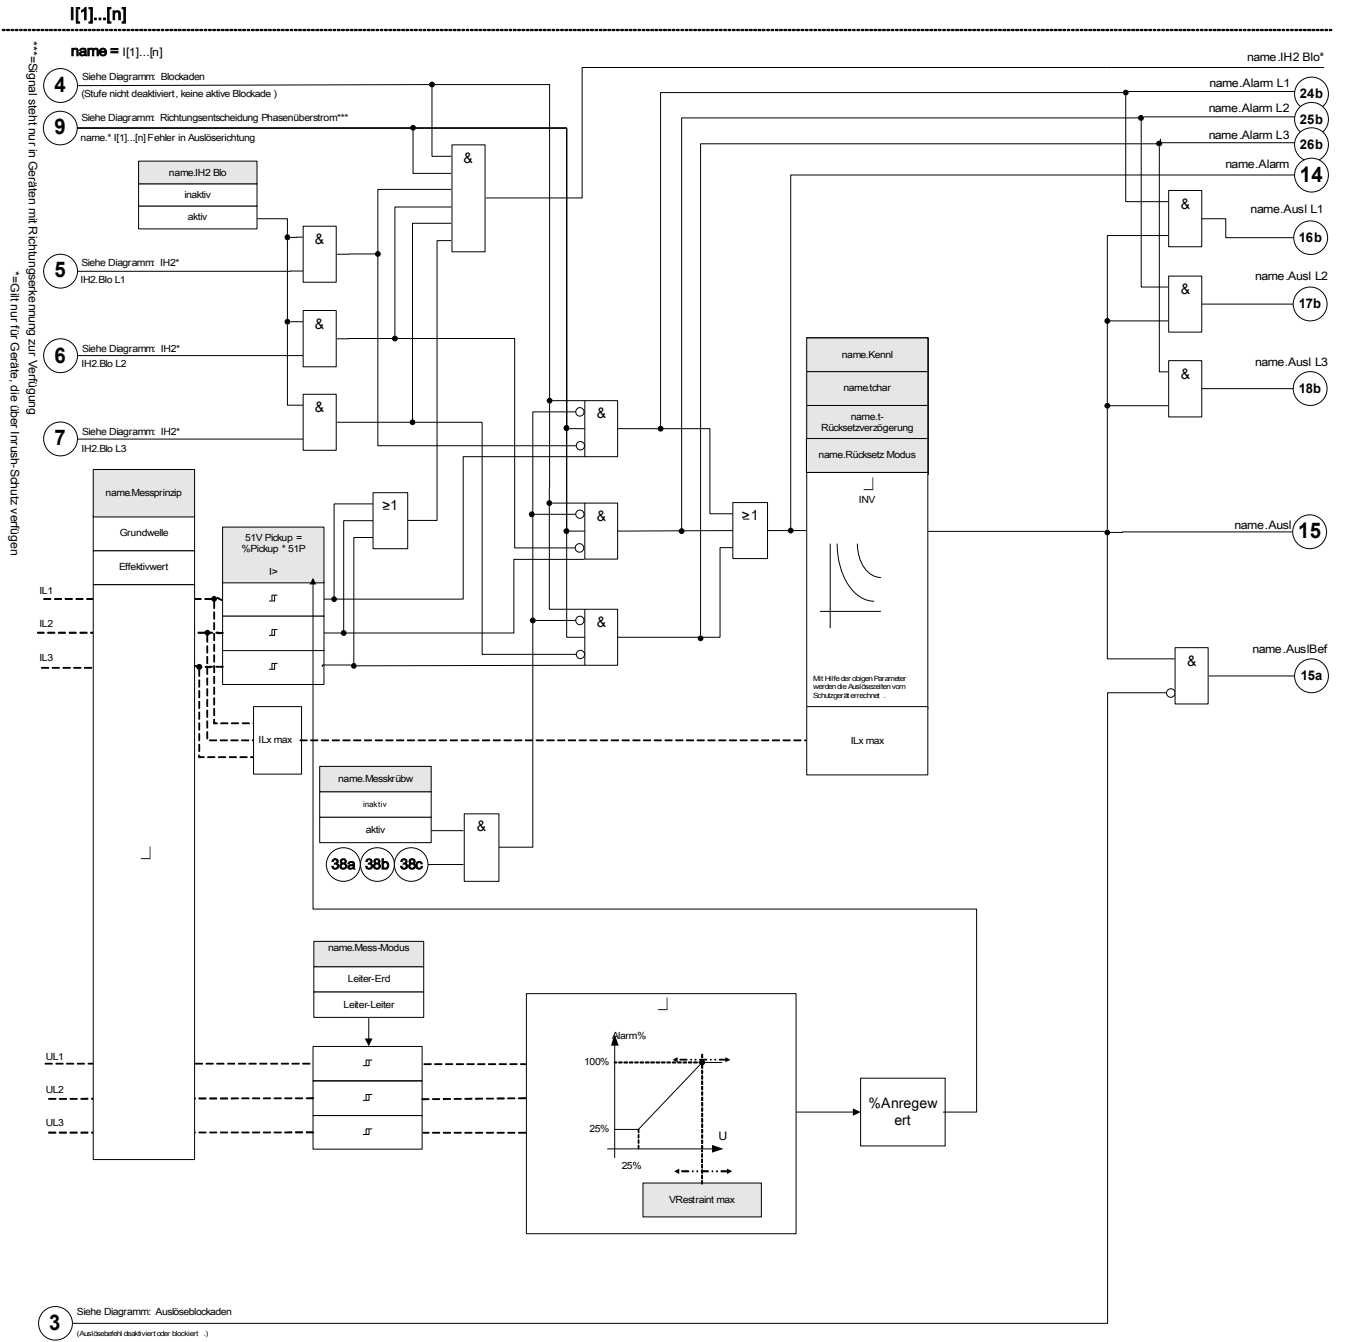 I[1]...[n]
name = I[1]...[n]
***=Signal steht nur in Geräten mit Richtungserkennung zur Verfügung
*=Gilt nur für Geräte, die über Inrush-Schutz verfügen
4
Siehe Diagramm: Blockaden
(Stufe nicht deaktiviert, keine aktive Blockade )
9
Siehe Diagramm: Richtungsentscheidung Phasenüberstrom***
name.* I[1]...[n] Fehler in Auslöserichtung
name.IH2 Blo
inaktiv
aktiv
5
Siehe Diagramm: IH2*
IH2.Blo L1
6
Siehe Diagramm: IH2*
IH2.Blo L2
7
Siehe Diagramm: IH2*
IH2.Blo L3
&
&
&
&
name.IH2 Blo*
name.Alarm L1
24b
name.Alarm L2
25b
name.Alarm L3
26b
name.Alarm
14
&
name.Ausl L1
16b
&
name.Ausl L2
17b
&
name.Ausl L3
18b
name.Messprinzip
Grundwelle
Effektivwert
IL1
IL2
IL3
51V Pickup =
%Pickup * 51P
I>
≥1
&
&
&
≥1
name.Kennl
name.tchar
name.t-
Rücksetzverzögerung
name.Rücksetz Modus
INV
Mit Hilfe der obigen Parameter
werden die Auslösezeiten vom
Schutzgerät errechnet .
ILx max
ILx max
name.Ausl
15
&
name.AuslBef
15a
name.Messkrübw
inaktiv
aktiv
&
38a
38b
38c
name.Mess-Modus
Leiter-Erd
Leiter-Leiter
UL1
UL2
UL3
Alarm%
100%
25%
U
25%
VRestraint max
%Anregew
ert
3
Siehe Diagramm: Auslöseblockaden
(Auslösebefehl deaktiviert oder blockiert .)